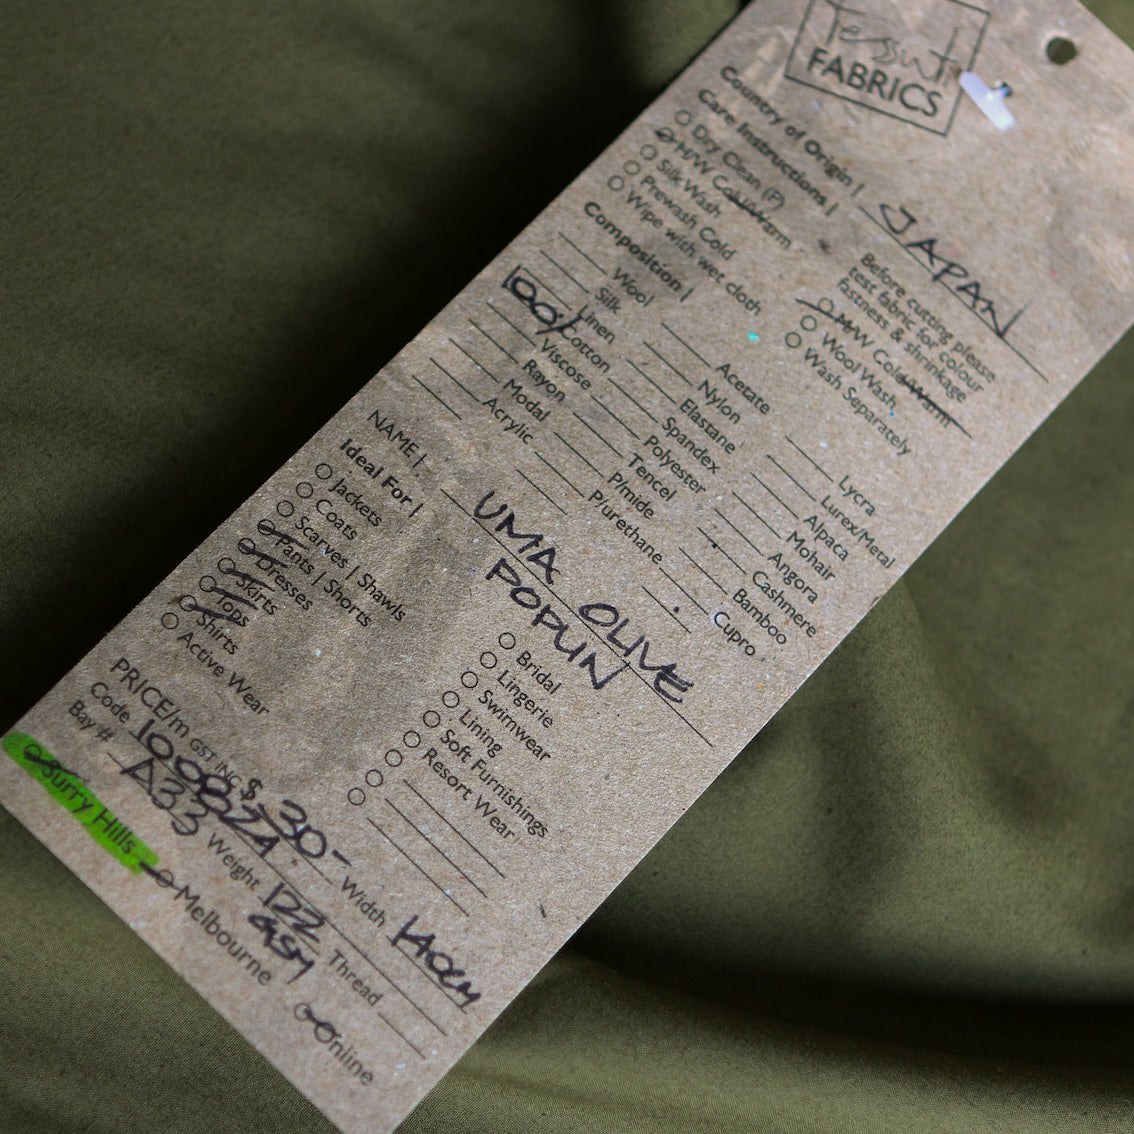 Tessuti
FABRICS
Country of Origin | JAPAN
Care Instructions |
Dry Clean (P)
H/W Cold/Warm
Silk Wash
Prewash Cold
Wipe with wet cloth
Before cutting please
test fabric for colour
fastness & shrinkage
M/W Cold/Warm
Wool Wash
Wash Separately
Composition |
Wool
Silk
Linen
100% Cotton
Viscose
Rayon
Modal
Acrylic
Acetate
Nylon
Elastane
Spandex
Polyester
Tencel
P/mide
P/urethane
Lycra
Lurex/Metal
Alpaca
Mohair
Angora
Cashmere
Bamboo
Cupro
NAME | UMA OLIVE
POPLIN
Ideal For |
Jackets
Coats
Scarves | Shawls
Pants | Shorts
Dresses
Skirts
Tops
Shirts
Active Wear
Bridal
Lingerie
Swimwear
Lining
Soft Furnishings
Resort Wear
PRICE/m GST INC $ 30-
Code Width 140cm
Bay # A33 Weight 122 GSM Thread
Surry Hills Melbourne Online